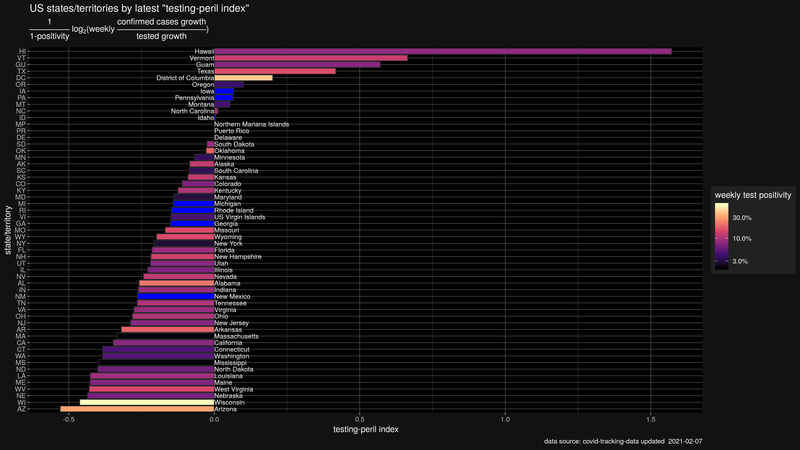 US states/territories by latest "testing-peril index"
1
1-positivity
log2(weekly
confirmed cases growth
tested growth
)
HI Hawaii
VT Vermont
GU Guam
TX Texas
DC District of Columbia
OR Oregon
IA Iowa
PA Pennsylvania
MT Montana
NC North Carolina
ID Idaho
MP Northern Mariana Islands
PR Puerto Rico
DE Delaware
SD South Dakota
OK Oklahoma
MN Minnesota
AK Alaska
SC South Carolina
KS Kansas
CO Colorado
KY Kentucky
MD Maryland
MI Michigan
RI Rhode Island
VI US Virgin Islands
GA Georgia
MO Missouri
WY Wyoming
NY New York
FL Florida
NH New Hampshire
UT Utah
IL Illinois
NV Nevada
AL Alabama
IN Indiana
NM New Mexico
TN Tennessee
VA Virginia
OH Ohio
NJ New Jersey
AR Arkansas
MA Massachusetts
CA California
CT Connecticut
WA Washington
MS Mississippi
ND North Dakota
LA Louisiana
ME Maine
WV West Virginia
NE Nebraska
WI Wisconsin
AZ Arizona
state/territory
-0.5 0.0 0.5 1.0 1.5
testing-peril index
weekly test positivity
30.0%
10.0%
3.0%
data source: covid-tracking-data updated 2021-02-07